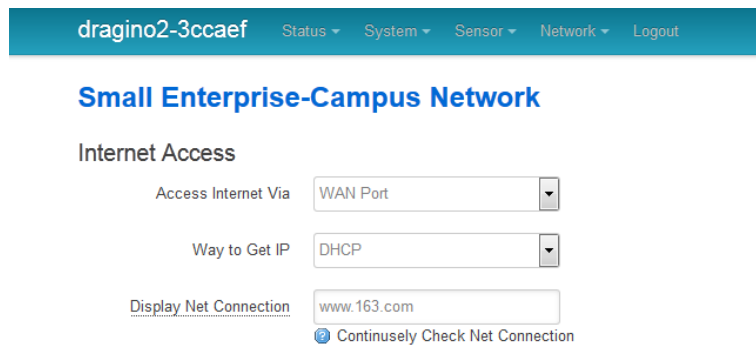 dragino2-3ccaef Status System Sensor Network Logout
Small Enterprise-Campus Network
Internet Access
Access Internet Via WAN Port
Way to Get IP DHCP
Display Net Connection www.163.com
? Continusely Check Net Connection